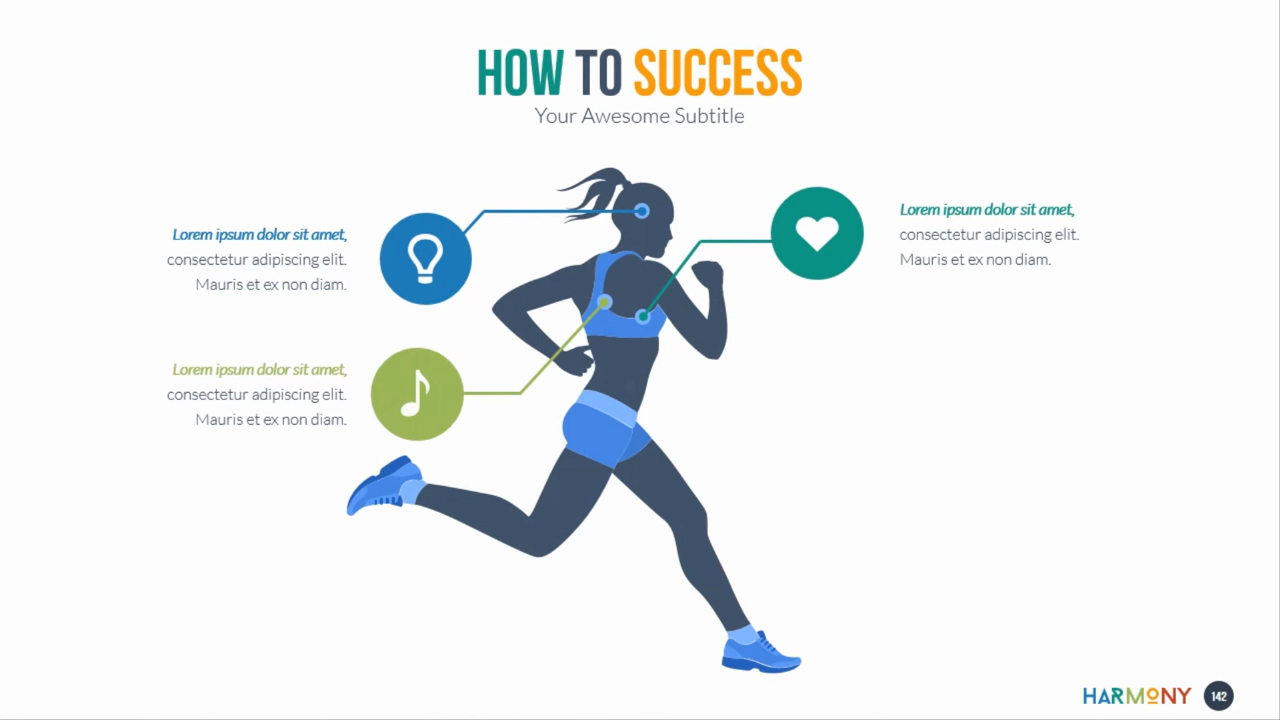 HOW TO SUCCESS
Your Awesome Subtitle
Lorem ipsum dolor sit amet,
consectetur adipiscing elit.
Mauris et ex non diam.
Lorem ipsum dolor sit amet,
consectetur adipiscing elit.
Mauris et ex non diam.
Lorem ipsum dolor sit amet,
consectetur adipiscing elit.
Mauris et ex non diam.
HARMONY 142